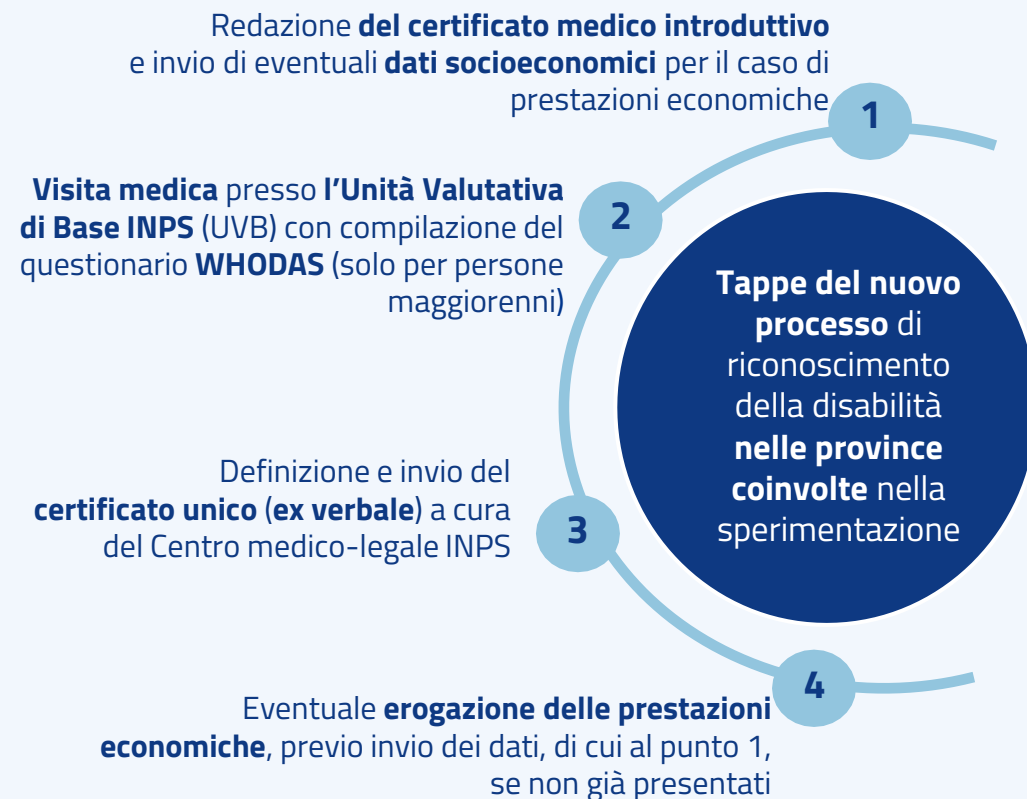 Redazione del certificato medico introduttivo
e invio di eventuali dati socioeconomici per il caso di
prestazioni economiche
1
Visita medica presso l'Unità Valutativa
di Base INPS (UVB) con compilazione del
questionario WHODAS (solo per persone
maggiorenni)
2
Tappe del nuovo
processo di
riconoscimento
della disabilità
nelle province
coinvolte nella
sperimentazione
Definizione e invio del
certificato unico (ex verbale) a cura
del Centro medico-legale INPS
3
4
Eventuale erogazione delle prestazioni
economiche, previo invio dei dati, di cui al punto 1,
se non già presentati